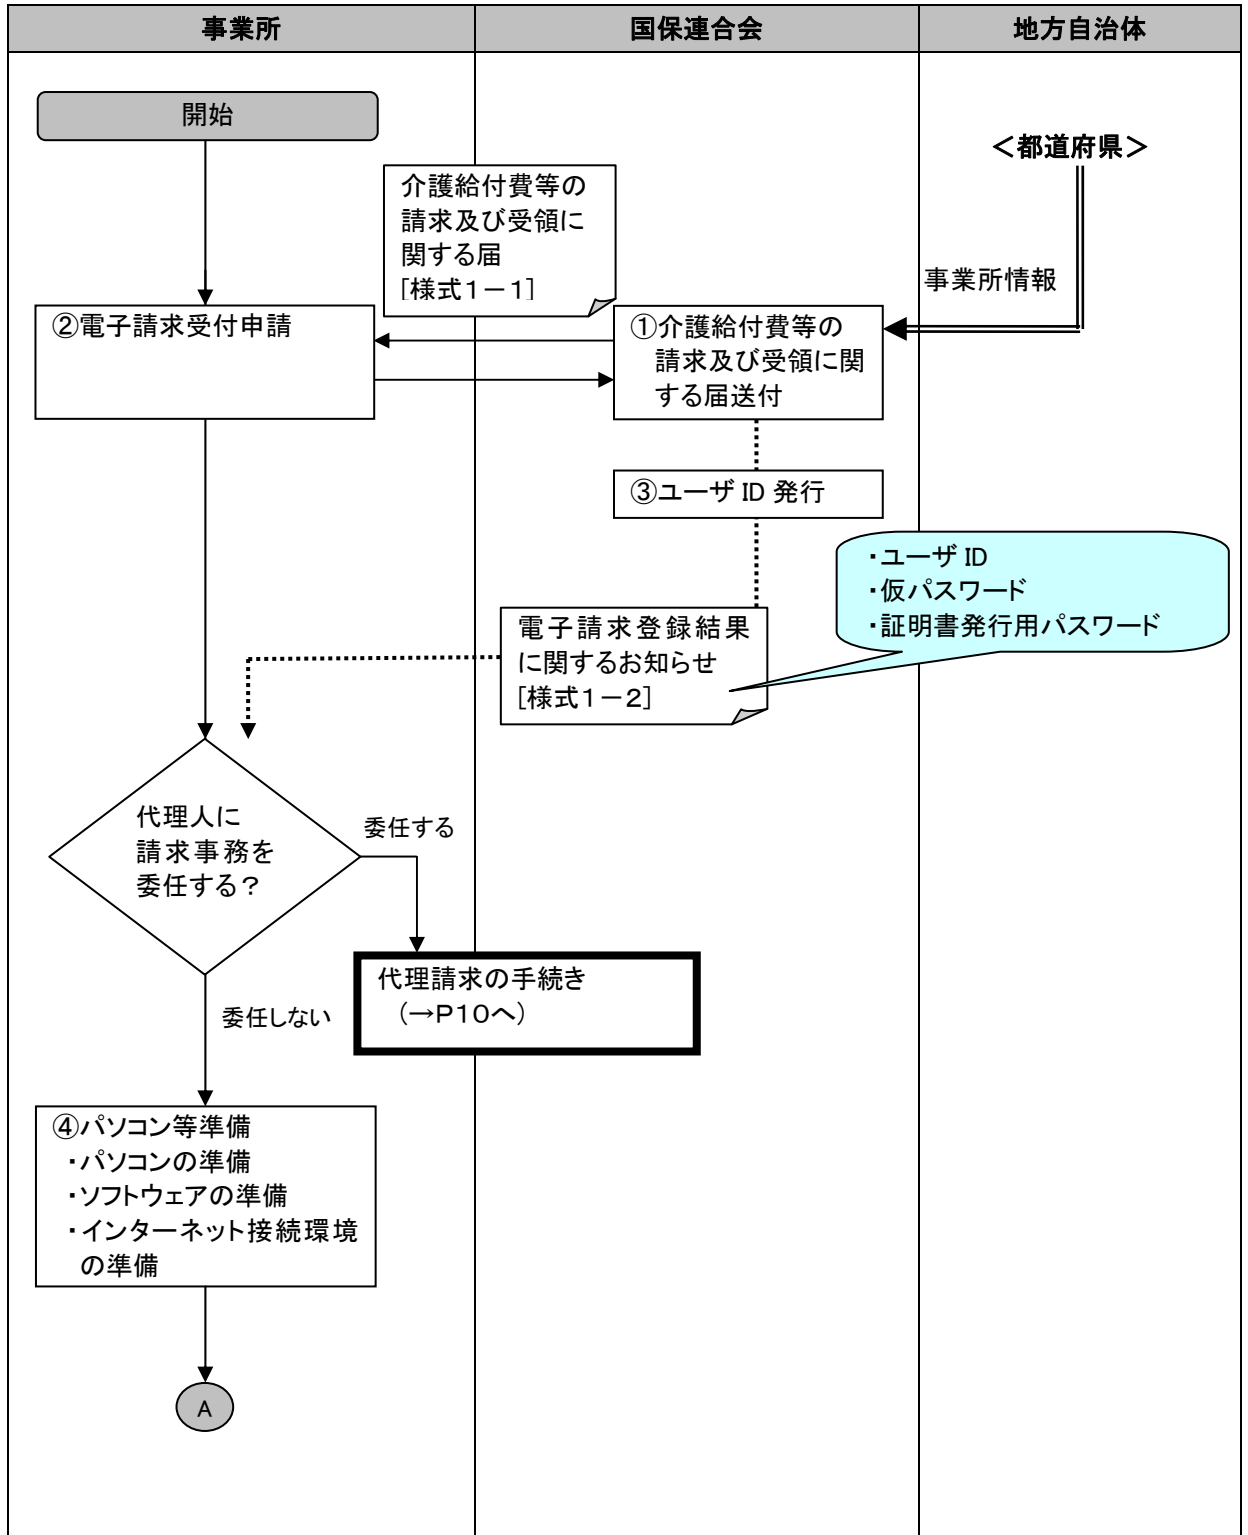 事業所
国保連合会
地方自治体
開始
＜都道府県＞
介護給付費等の
請求及び受領に
関する届
[様式１－１]
事業所情報
②電子請求受付申請
①介護給付費等の
請求及び受領に関
する届送付
③ユーザ ID 発行
・ユーザ ID
・仮パスワード
・証明書発行用パスワード
電子請求登録結果
に関するお知らせ
[様式１－２]
代理人に
請求事務を
委任する？
委任する
代理請求の手続き
（→P１０へ）
委任しない
④パソコン等準備
・パソコンの準備
・ソフトウェアの準備
・インターネット接続環境
の準備
A